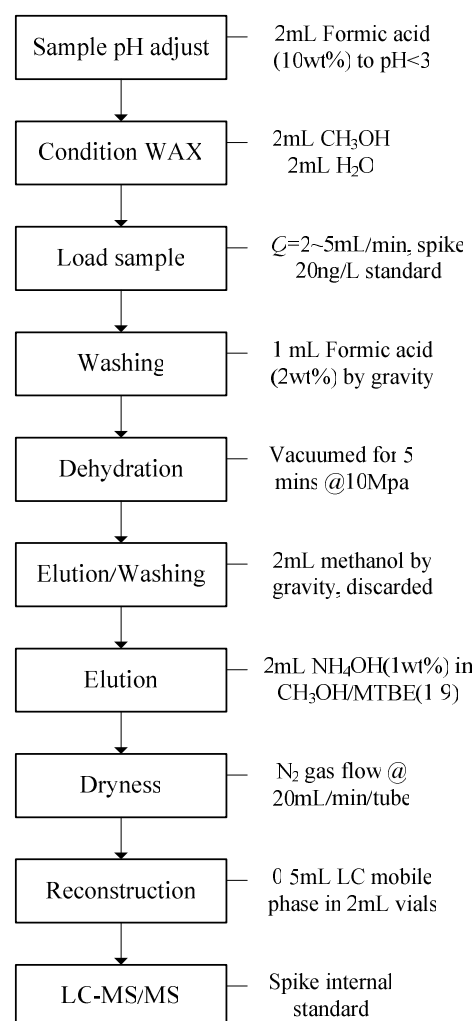 Sample pH adjust
2mL Formic acid
(10wt%) to pH<3
Condition WAX
2mL CH₃OH
2mL H₂O
Load sample
Q=2~5mL/min, spike
20ng/L standard
Washing
1 mL Formic acid
(2wt%) by gravity
Dehydration
Vacuumed for 5
mins @10Mpa
Elution/Washing
2mL methanol by
gravity, discarded
Elution
2mL NH₄OH(1wt%) in
CH₃OH/MTBE(1 9)
Dryness
N₂ gas flow @
20mL/min/tube
Reconstruction
0 5mL LC mobile
phase in 2mL vials
LC-MS/MS
Spike internal
standard